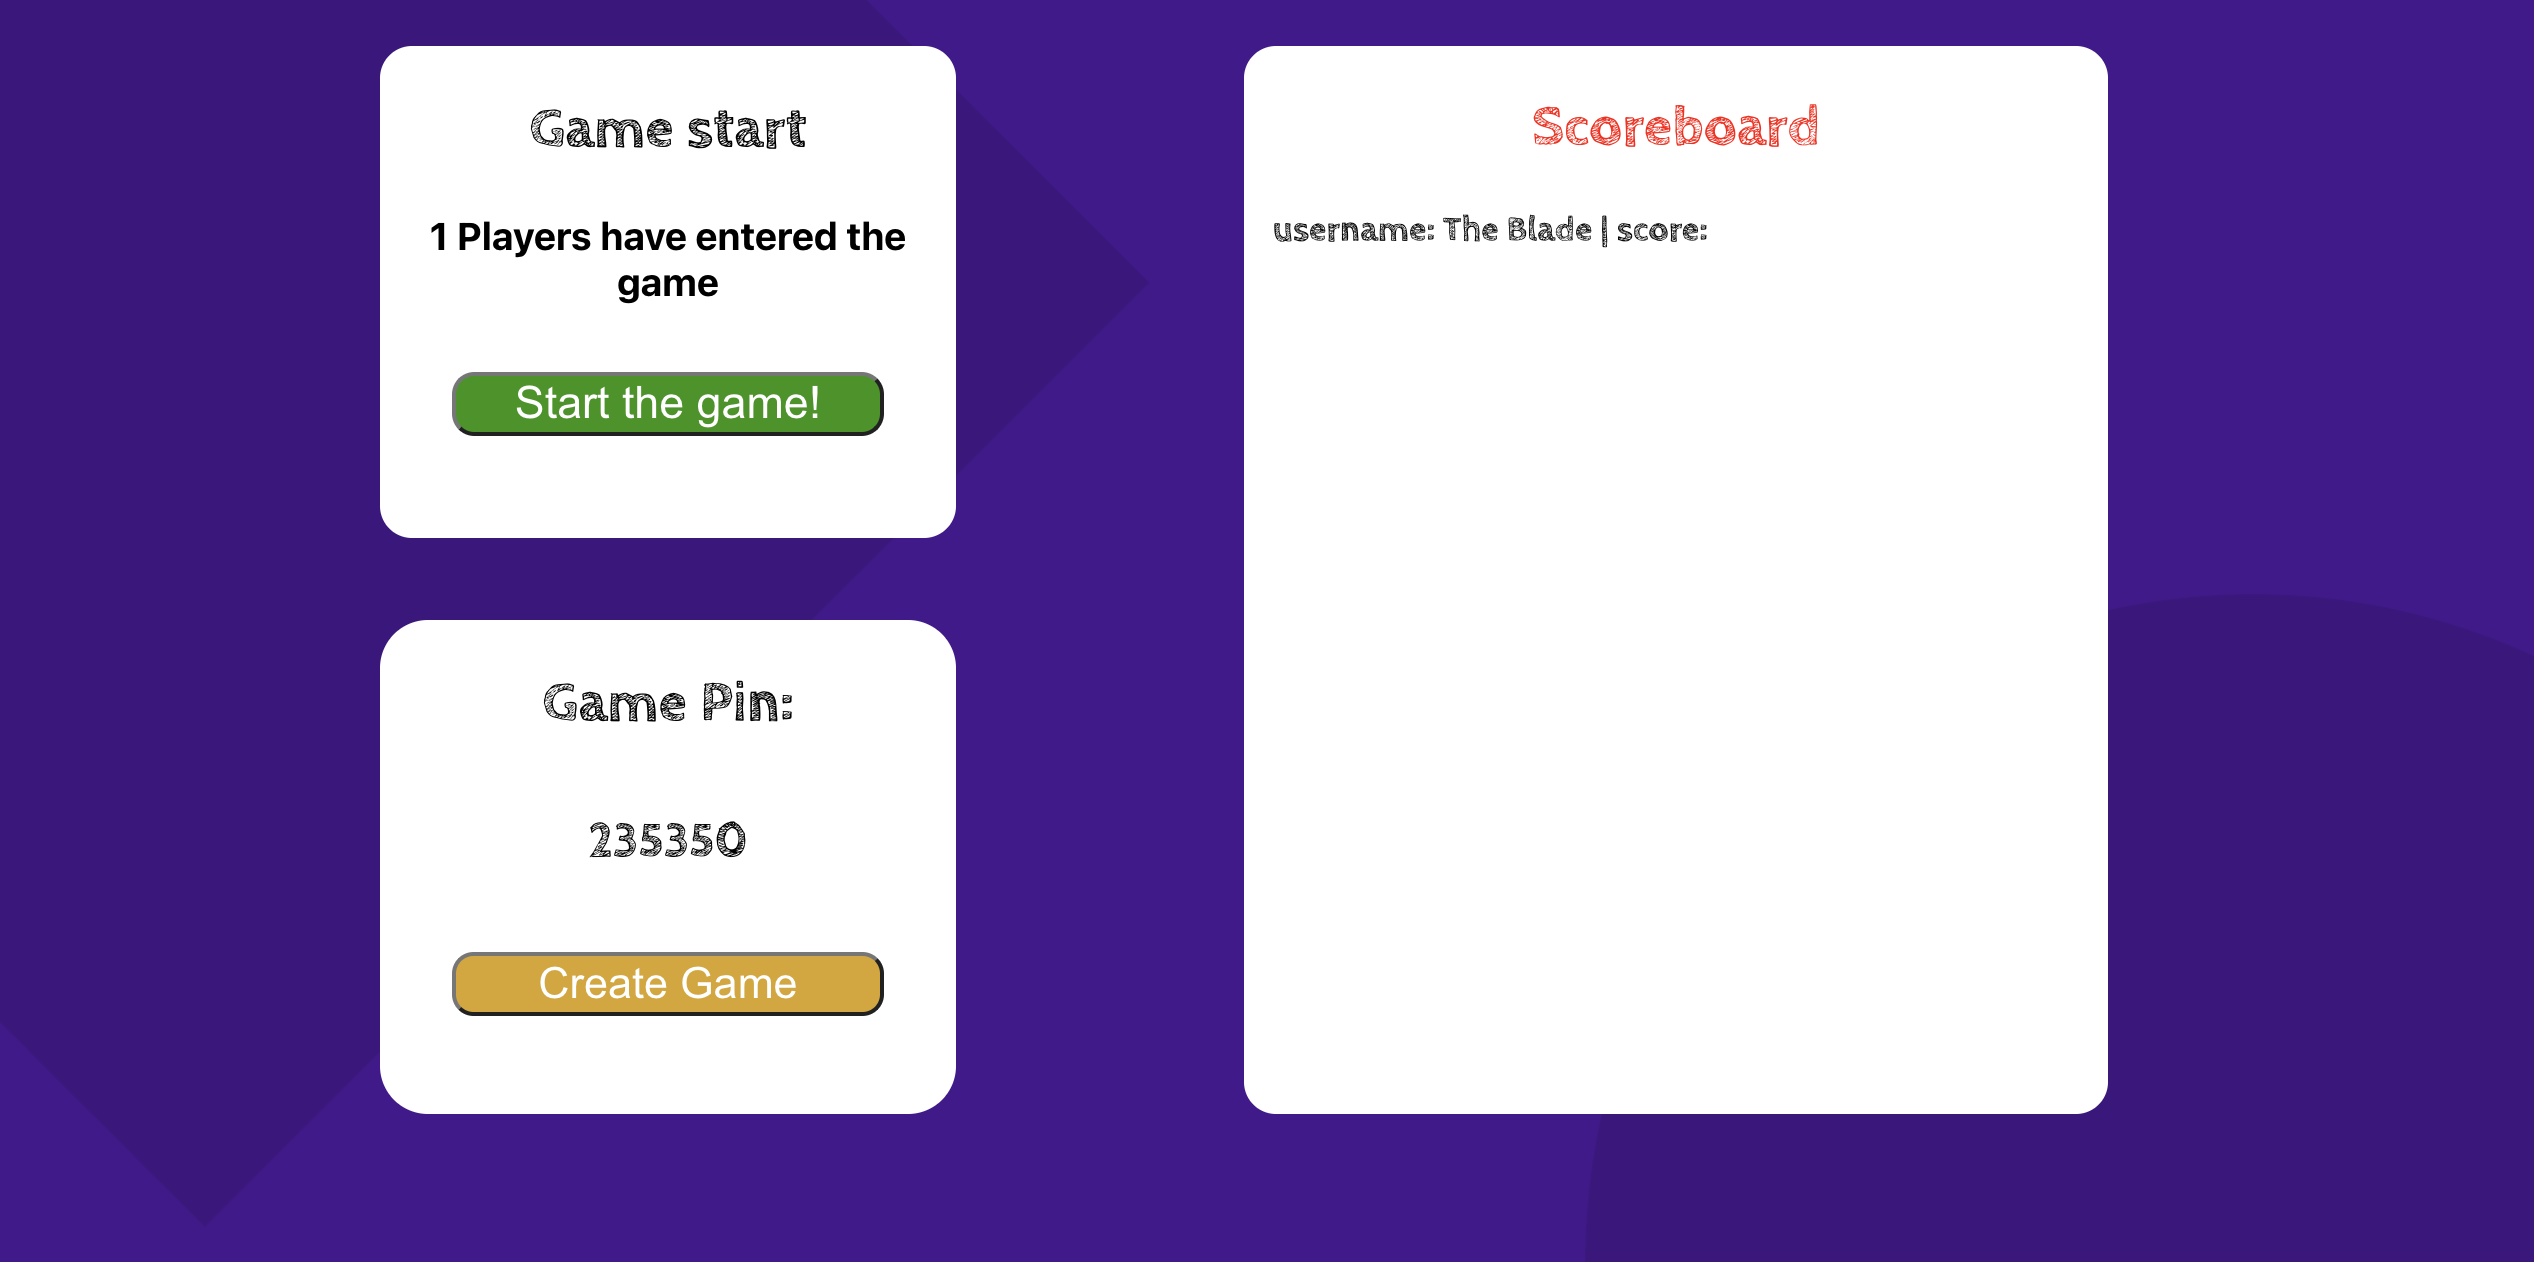 Game start
1 Players have entered the
game
Start the game!
Game Pin:
235350
Create Game
Scoreboard
username: The Blade | score: